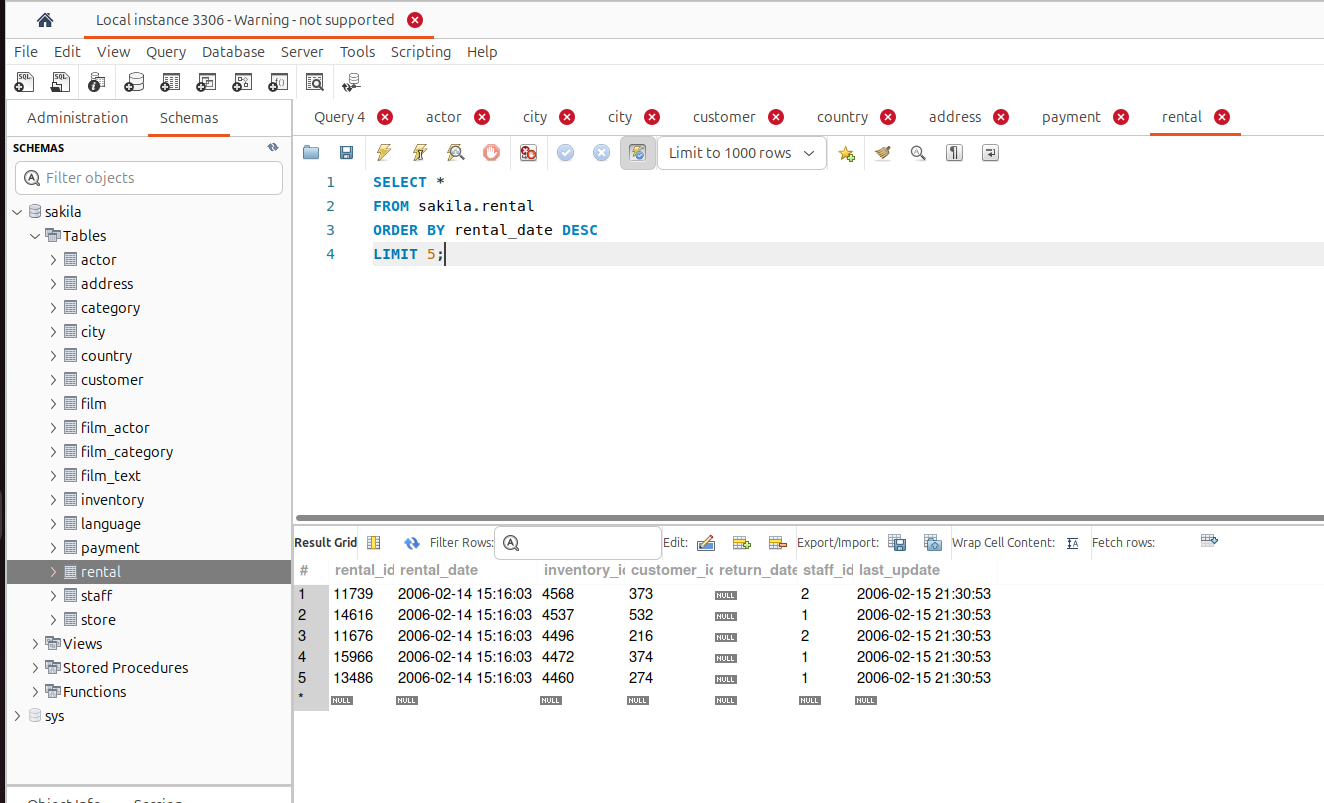 Local instance 3306 - Warning - not supported
File Edit View Query Database Server Tools Scripting Help
Administration Schemas
Query 4 actor city city customer country address payment rental
SCHEMAS
Limit to 1000 rows
Filter objects
1 SELECT *
2 FROM sakila.rental
3 ORDER BY rental_date DESC
4 LIMIT 5;
sakila
Tables
actor
address
category
city
country
customer
film
film_actor
film_category
film_text
inventory
language
payment
rental
staff
store
Views
Stored Procedures
Functions
sys
Result Grid Filter Rows: Edit: Export/Import: Wrap Cell Content: Fetch rows:
# rental_id rental_date inventory_id customer_id return_date staff_id last_update
1 11739 2006-02-14 15:16:03 4568 373 NULL 2 2006-02-15 21:30:53
2 14616 2006-02-14 15:16:03 4537 532 NULL 1 2006-02-15 21:30:53
3 11676 2006-02-14 15:16:03 4496 216 NULL 2 2006-02-15 21:30:53
4 15966 2006-02-14 15:16:03 4472 374 NULL 1 2006-02-15 21:30:53
5 13486 2006-02-14 15:16:03 4460 274 NULL 1 2006-02-15 21:30:53
* NULL NULL NULL NULL NULL NULL NULL
Object Info Session